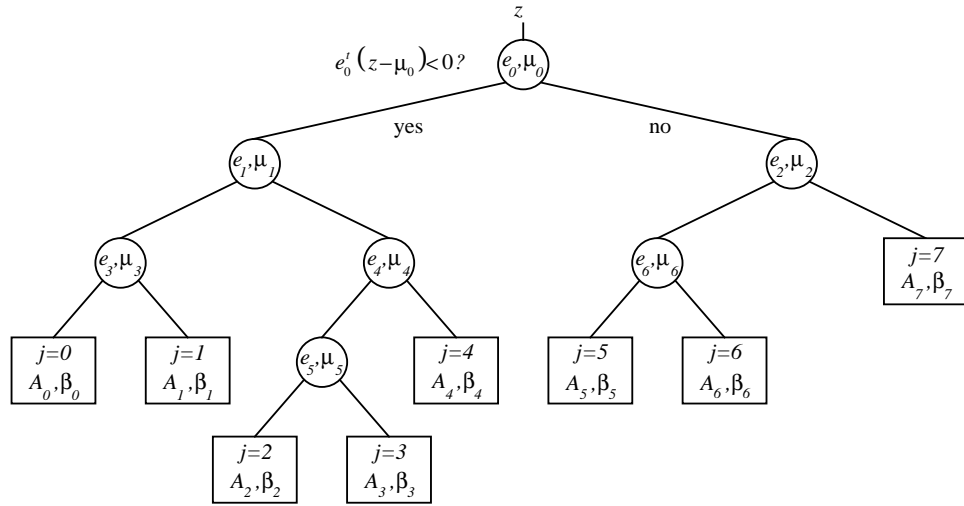 z
e_0^t(z−μ_0)<0?
e_0,μ_0
yes
no
e_1,μ_1
e_2,μ_2
e_3,μ_3
e_4,μ_4
e_6,μ_6
j=7
A_7,β_7
j=0
A_0,β_0
j=1
A_1,β_1
e_5,μ_5
j=4
A_4,β_4
j=5
A_5,β_5
j=6
A_6,β_6
j=2
A_2,β_2
j=3
A_3,β_3